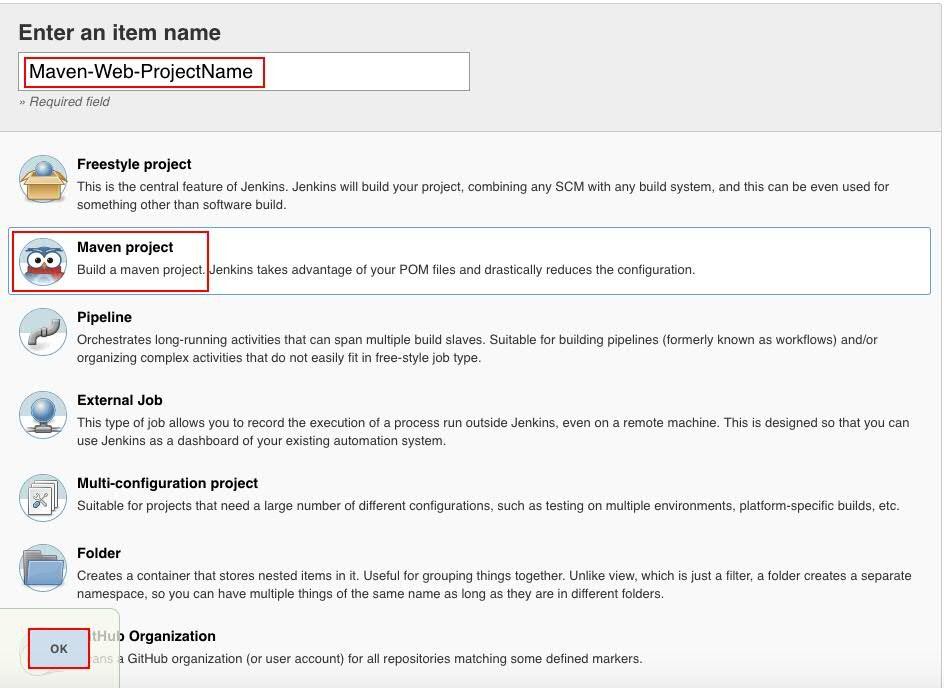 Enter an item name
Maven-Web-ProjectName
» Required field
Freestyle project
This is the central feature of Jenkins. Jenkins will build your project, combining any SCM with any build system, and this can be even used for
something other than software build.
Maven project
Build a maven project. Jenkins takes advantage of your POM files and drastically reduces the configuration.
Pipeline
Orchestrates long-running activities that can span multiple build slaves. Suitable for building pipelines (formerly known as workflows) and/or
organizing complex activities that do not easily fit in free-style job type.
External Job
This type of job allows you to record the execution of a process run outside Jenkins, even on a remote machine. This is designed so that you can
use Jenkins as a dashboard of your existing automation system.
Multi-configuration project
Suitable for projects that need a large number of different configurations, such as testing on multiple environments, platform-specific builds, etc.
Folder
Creates a container that stores nested items in it. Useful for grouping things together. Unlike view, which is just a filter, a folder creates a separate
namespace, so you can have multiple things of the same name as long as they are in different folders.
Organization
a GitHub organization (or user account) for all repositories matching some defined markers.
OK